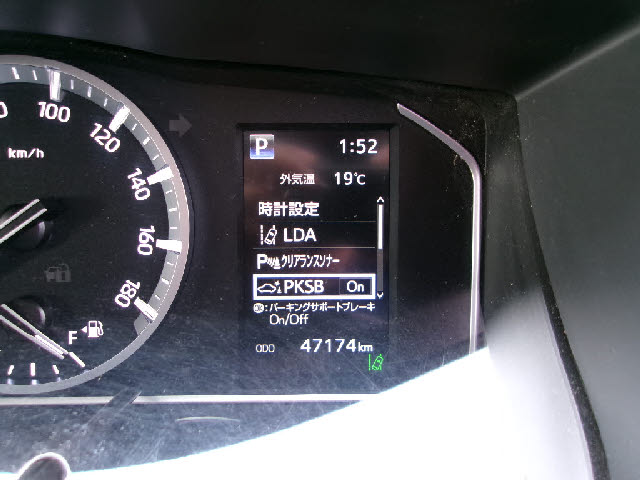 100
120
km/h
140
160
180
F
P 1:52
外気温 19℃
時計設定
LDA
P クリアランスソナー
PKSB On
:パーキングサポートブレーキ
On/Off
ODO 47174 km